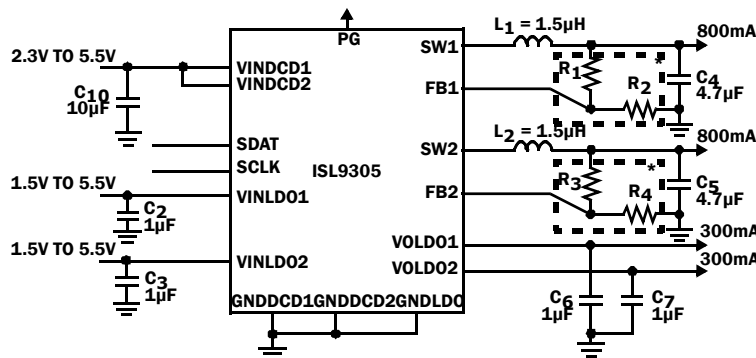 PG
L1 = 1.5µH
SW1
800mA
2.3V TO 5.5V
VINDCD1
VINDCD2
R1
*
R2
C4
4.7µF
FB1
C10
10µF
L2 = 1.5µH
800mA
SDAT
SW2
SCLK
ISL9305
R3
*
R4
C5
4.7µF
1.5V TO 5.5V
VINLDO1
FB2
C2
1µF
VOLDO1
300mA
1.5V TO 5.5V
VINLDO2
VOLDO2
300mA
C3
1µF
GNDDCD1 GNDDCD2 GNDLDO
C6
1µF
C7
1µF